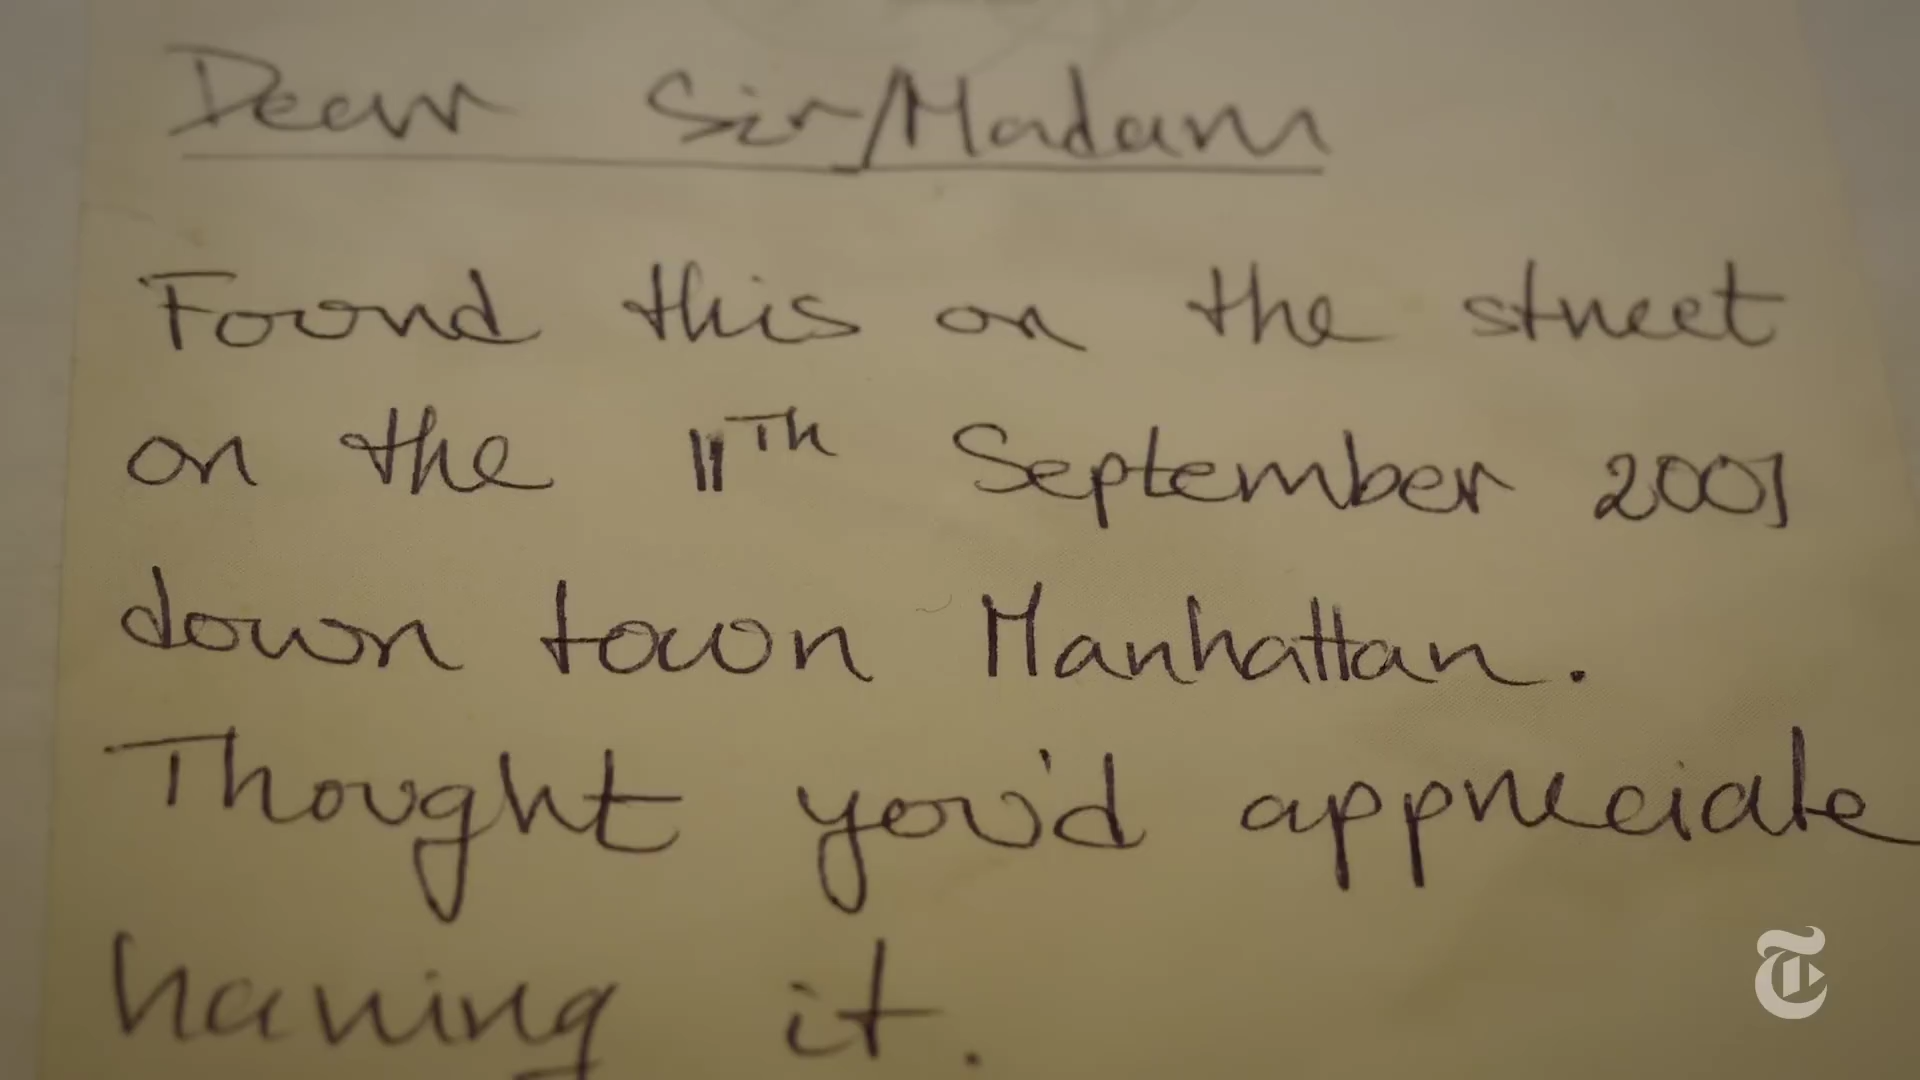 Dear Sir/Madam
Found this on the street
on the 11Th September 2001
down town Manhattan.
Thought you'd appreciate
having it.
T